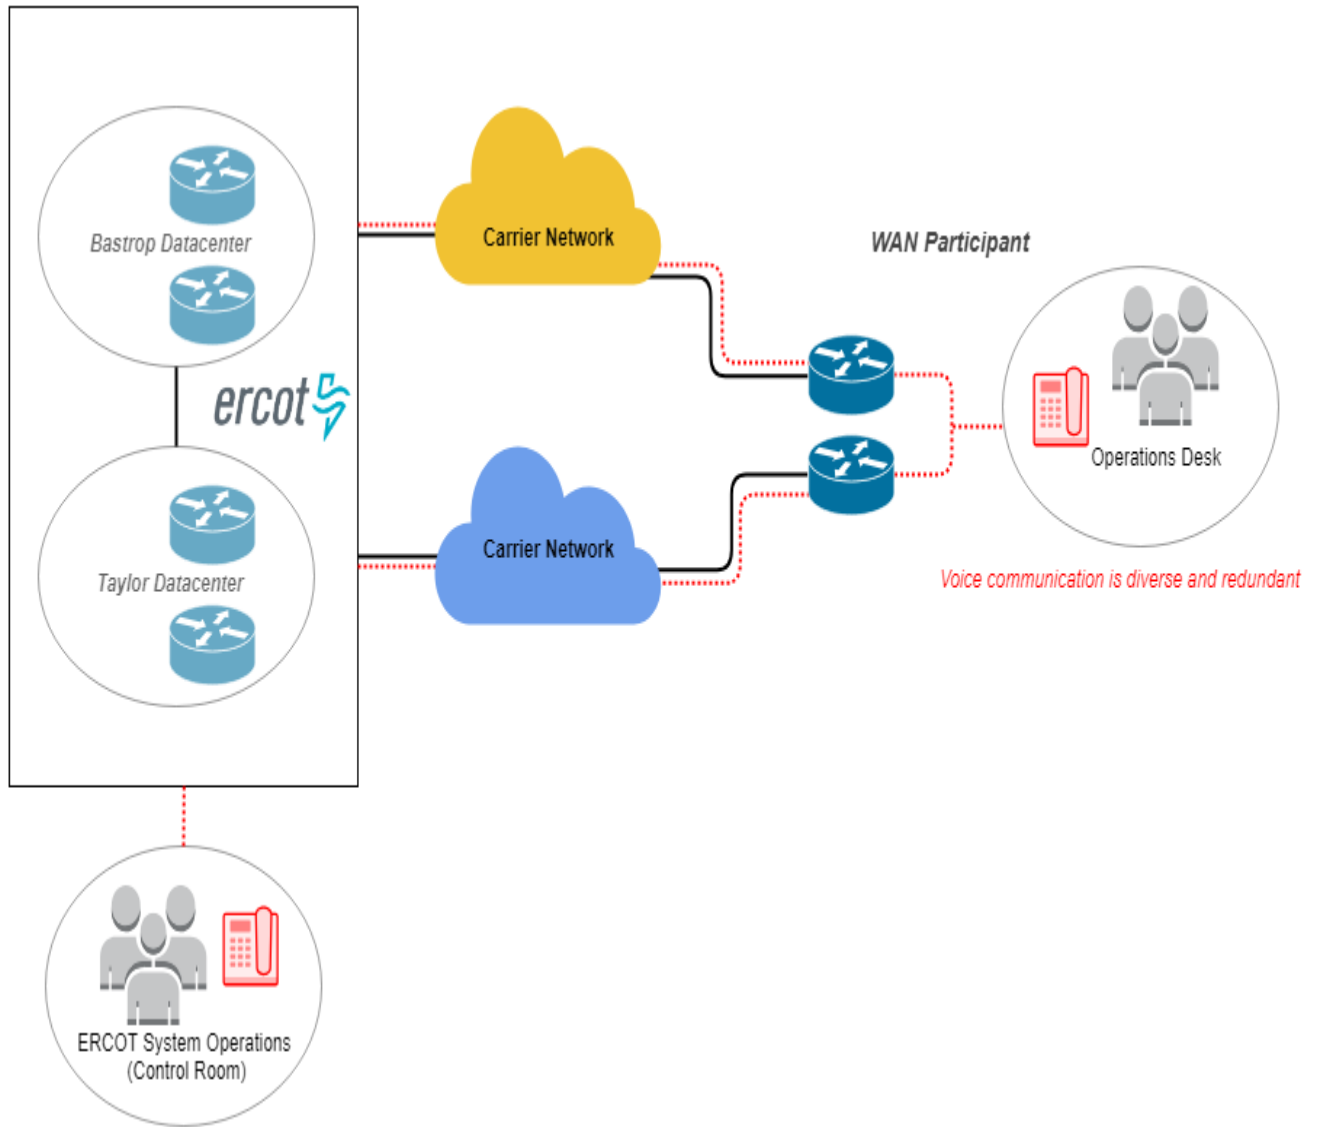 Bastrop Datacenter
Carrier Network
WAN Participant
ercot
Operations Desk
Taylor Datacenter
Carrier Network
Voice communication is diverse and redundant
ERCOT System Operations
(Control Room)